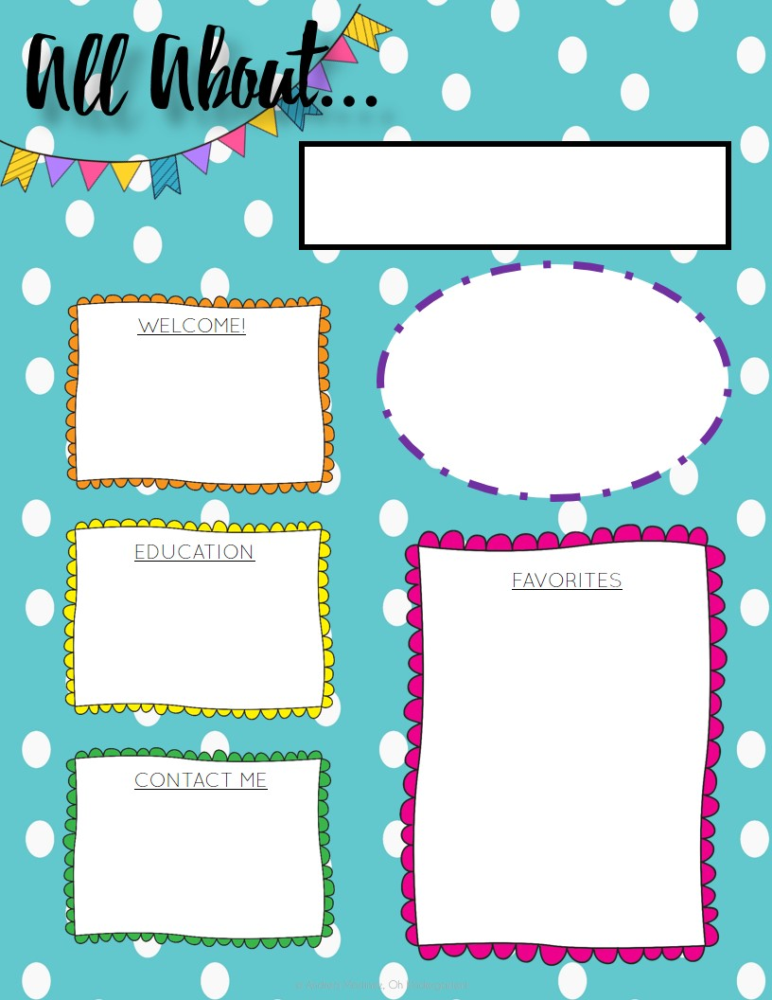 All About...
WELCOME!
EDUCATION
FAVORITES
CONTACT ME